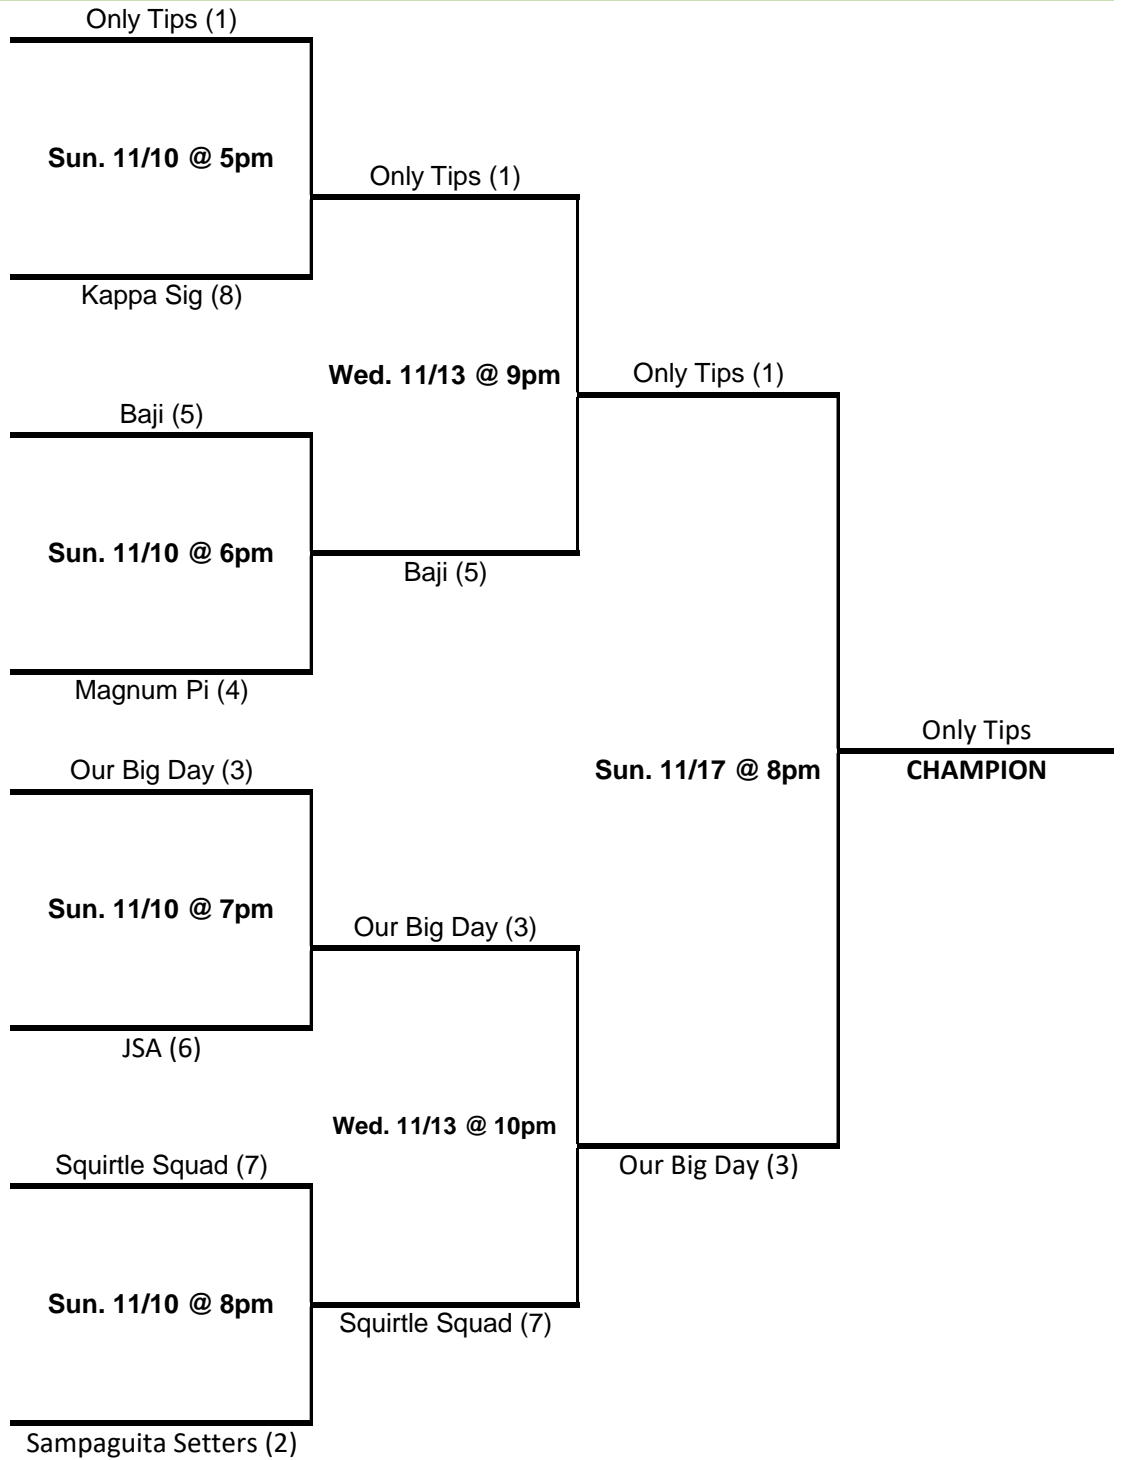 Only Tips (1)
Sun. 11/10 @ 5pm
Only Tips (1)
Kappa Sig (8)
Wed. 11/13 @ 9pm
Only Tips (1)
Baji (5)
Sun. 11/10 @ 6pm
Baji (5)
Magnum Pi (4)
Only Tips
Our Big Day (3)
Sun. 11/17 @ 8pm
CHAMPION
Sun. 11/10 @ 7pm
Our Big Day (3)
JSA (6)
Wed. 11/13 @ 10pm
Squirtle Squad (7)
Our Big Day (3)
Sun. 11/10 @ 8pm
Squirtle Squad (7)
Sampaguita Setters (2)